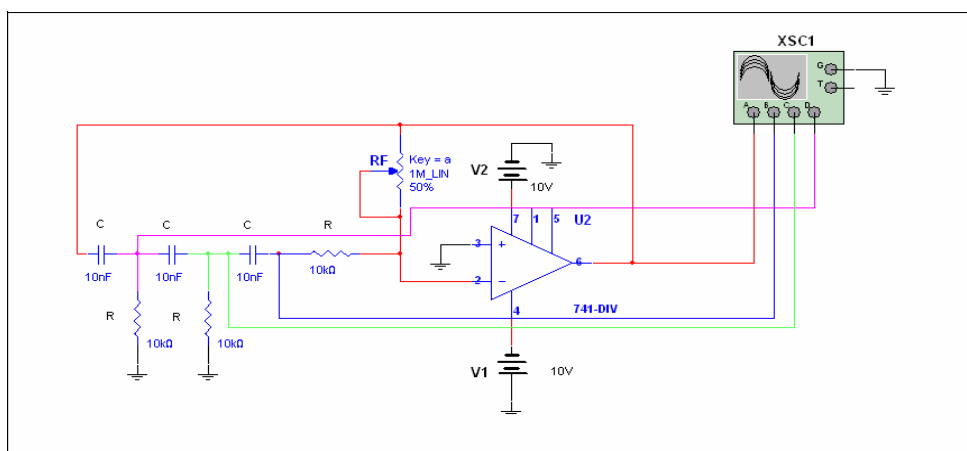 XSC1
G
T
A B C D
RF
Key = a
1M_LIN
50%
V2
10V
7 1 5 U2
C C C R
3
+
6
10nF 10nF 10nF 10kΩ
2
−
4
741-DIV
R R
10kΩ 10kΩ
V1 10V